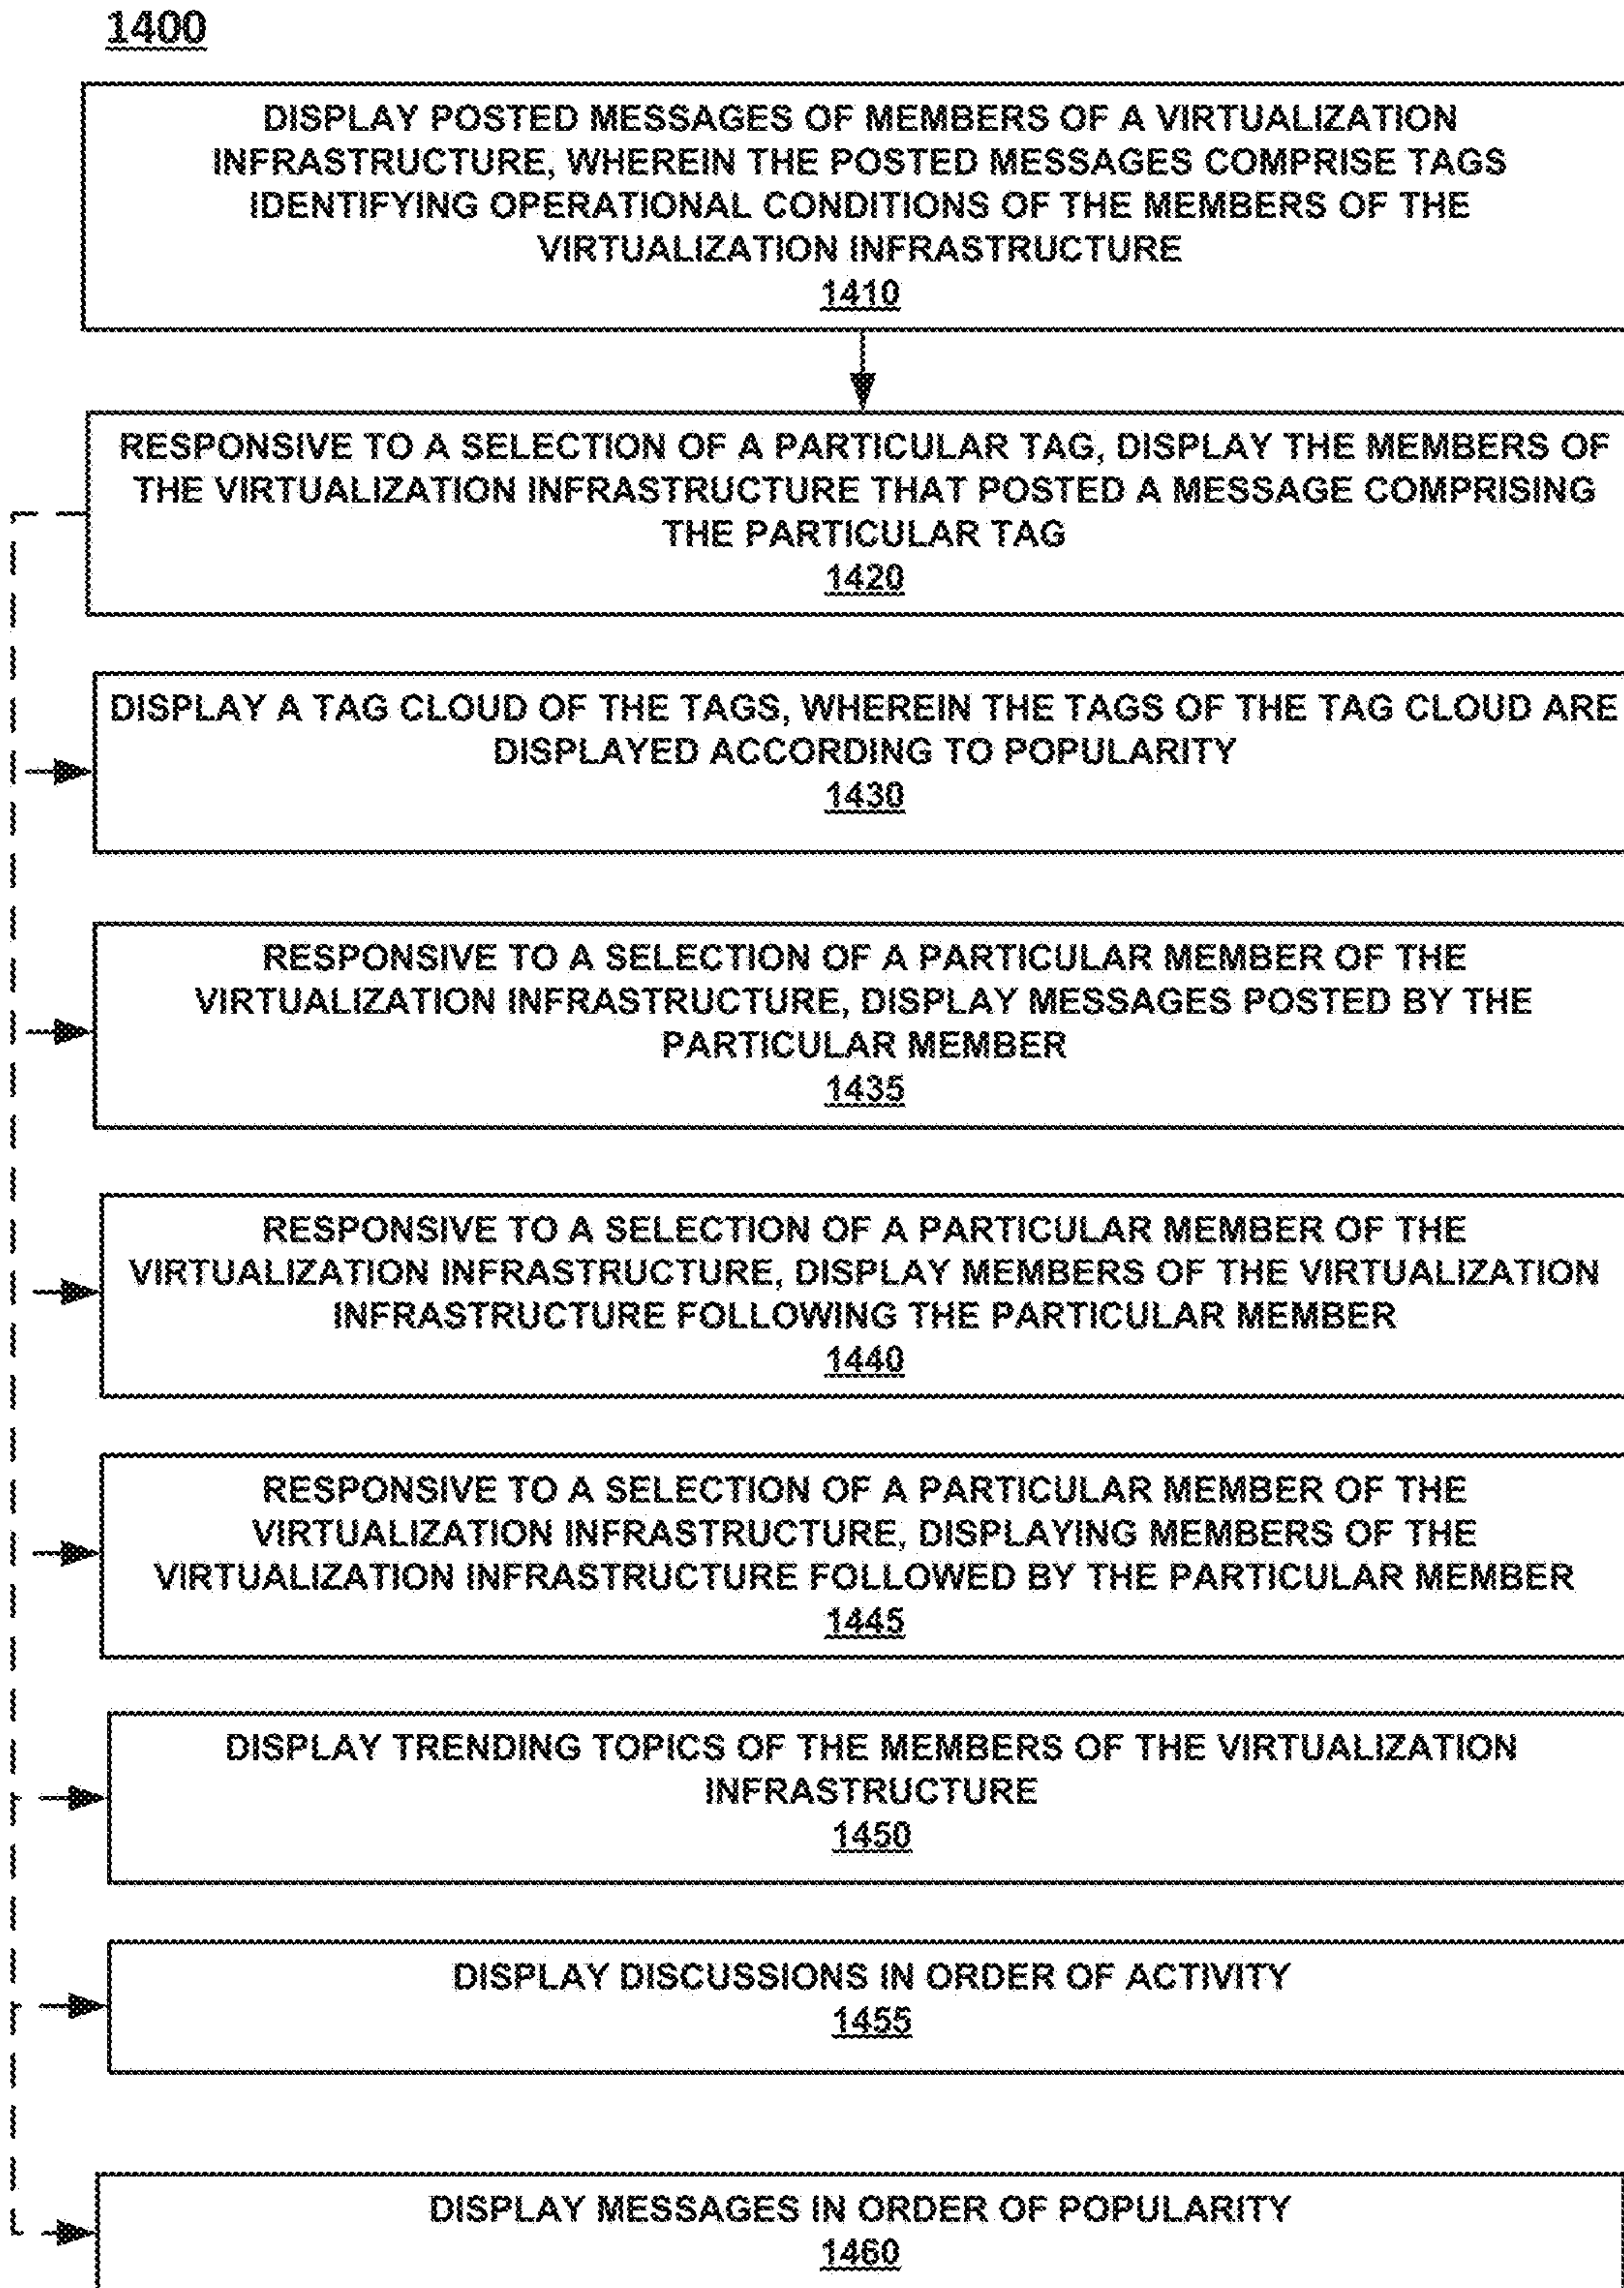 1400
DISPLAY POSTED MESSAGES OF MEMBERS OF A VIRTUALIZATION
INFRASTRUCTURE, WHEREIN THE POSTED MESSAGES COMPRISE TAGS
IDENTIFYING OPERATIONAL CONDITIONS OF THE MEMBERS OF THE
VIRTUALIZATION INFRASTRUCTURE
1410
RESPONSIVE TO A SELECTION OF A PARTICULAR TAG, DISPLAY THE MEMBERS OF
THE VIRTUALIZATION INFRASTRUCTURE THAT POSTED A MESSAGE COMPRISING
THE PARTICULAR TAG
1420
DISPLAY A TAG CLOUD OF THE TAGS, WHEREIN THE TAGS OF THE TAG CLOUD ARE
DISPLAYED ACCORDING TO POPULARITY
1430
RESPONSIVE TO A SELECTION OF A PARTICULAR MEMBER OF THE
VIRTUALIZATION INFRASTRUCTURE, DISPLAY MESSAGES POSTED BY THE
PARTICULAR MEMBER
1435
RESPONSIVE TO A SELECTION OF A PARTICULAR MEMBER OF THE
VIRTUALIZATION INFRASTRUCTURE, DISPLAY MEMBERS OF THE VIRTUALIZATION
INFRASTRUCTURE FOLLOWING THE PARTICULAR MEMBER
1440
RESPONSIVE TO A SELECTION OF A PARTICULAR MEMBER OF THE
VIRTUALIZATION INFRASTRUCTURE, DISPLAYING MEMBERS OF THE
VIRTUALIZATION INFRASTRUCTURE FOLLOWED BY THE PARTICULAR MEMBER
1445
DISPLAY TRENDING TOPICS OF THE MEMBERS OF THE VIRTUALIZATION
INFRASTRUCTURE
1450
DISPLAY DISCUSSIONS IN ORDER OF ACTIVITY
1455
DISPLAY MESSAGES IN ORDER OF POPULARITY
1460